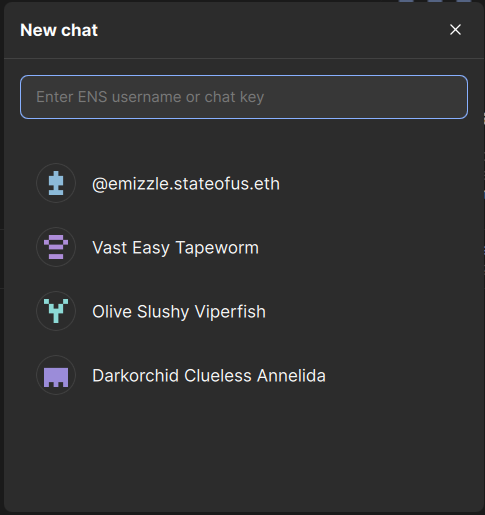 New chat
Enter ENS username or chat key
@emizzle.stateofus.eth
Vast Easy Tapeworm
Olive Slushy Viperfish
Darkorchid Clueless Annelida